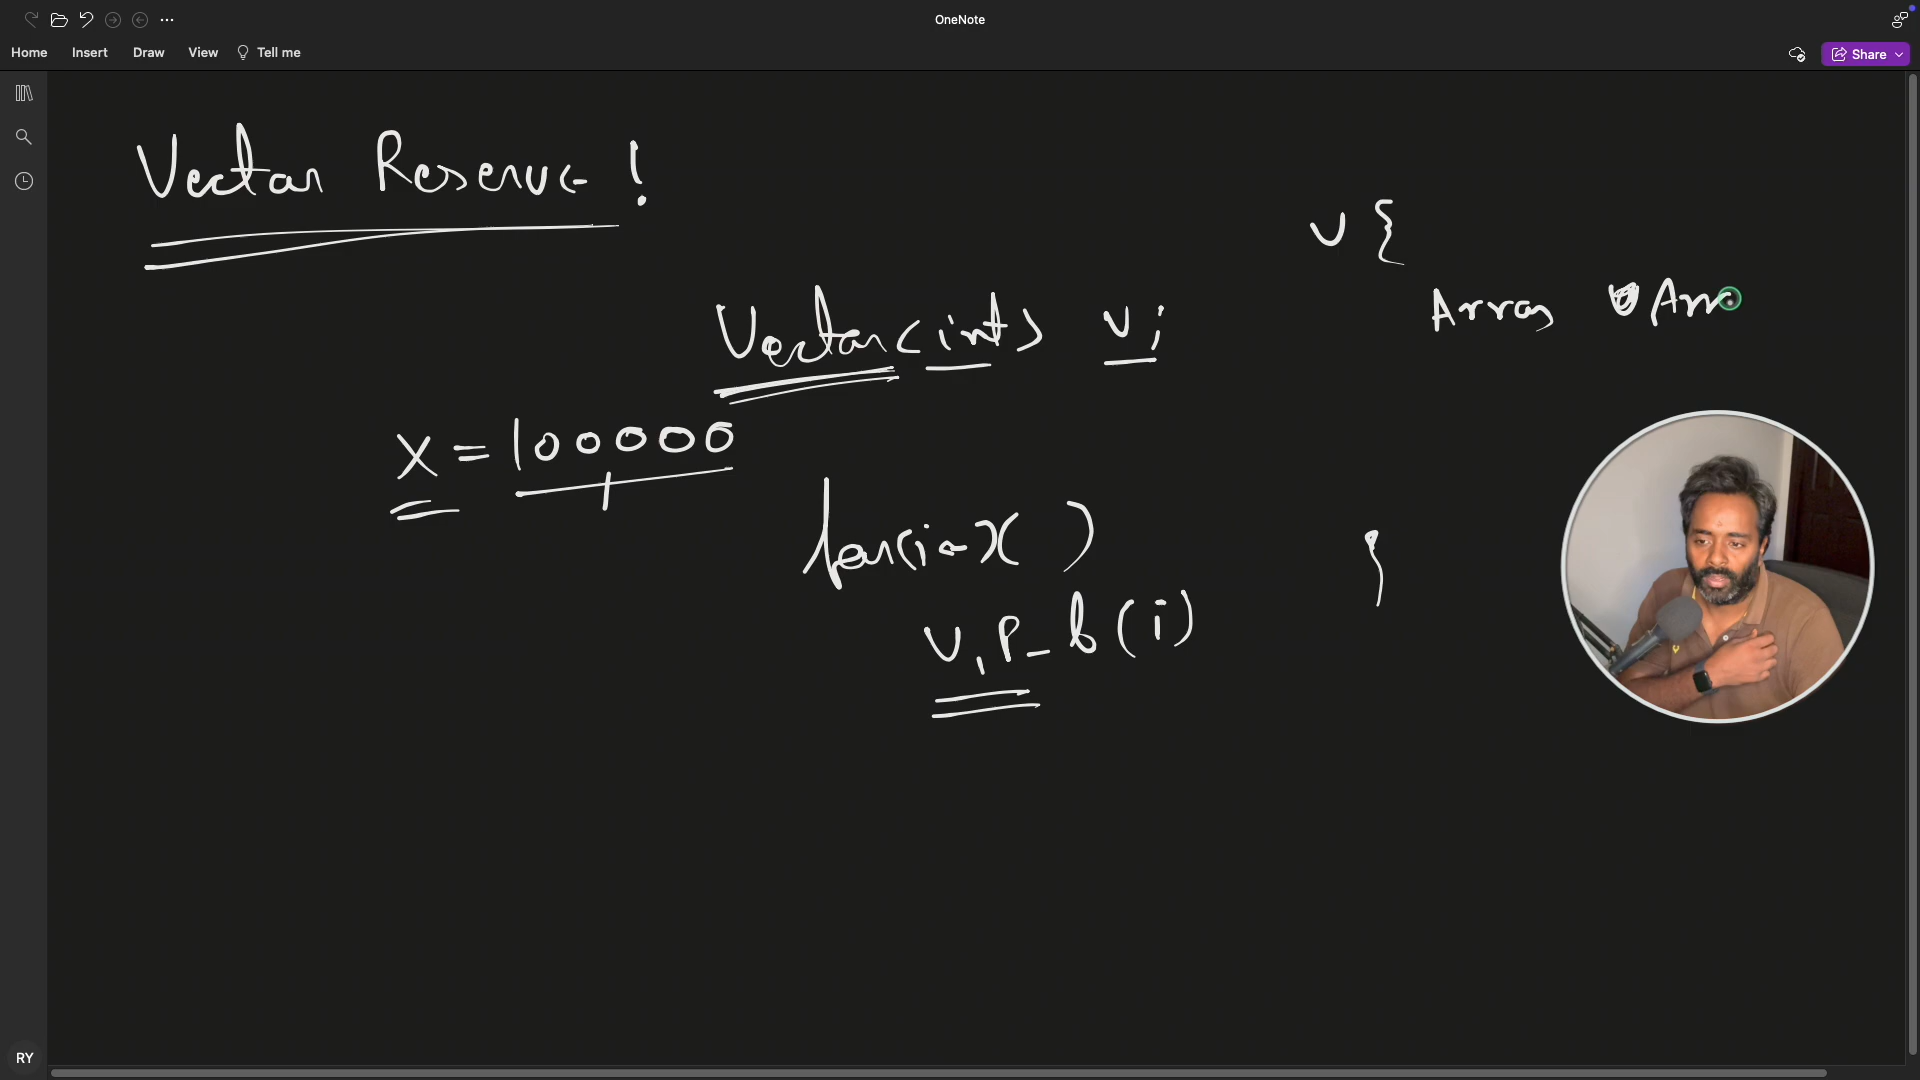 OneNote
Home Insert Draw View Tell me
Share
Vector Reserve!
v {
Array Arr
Vector<int> v;
x = 100000
for(i->x )
}
v.p_b(i)
RY